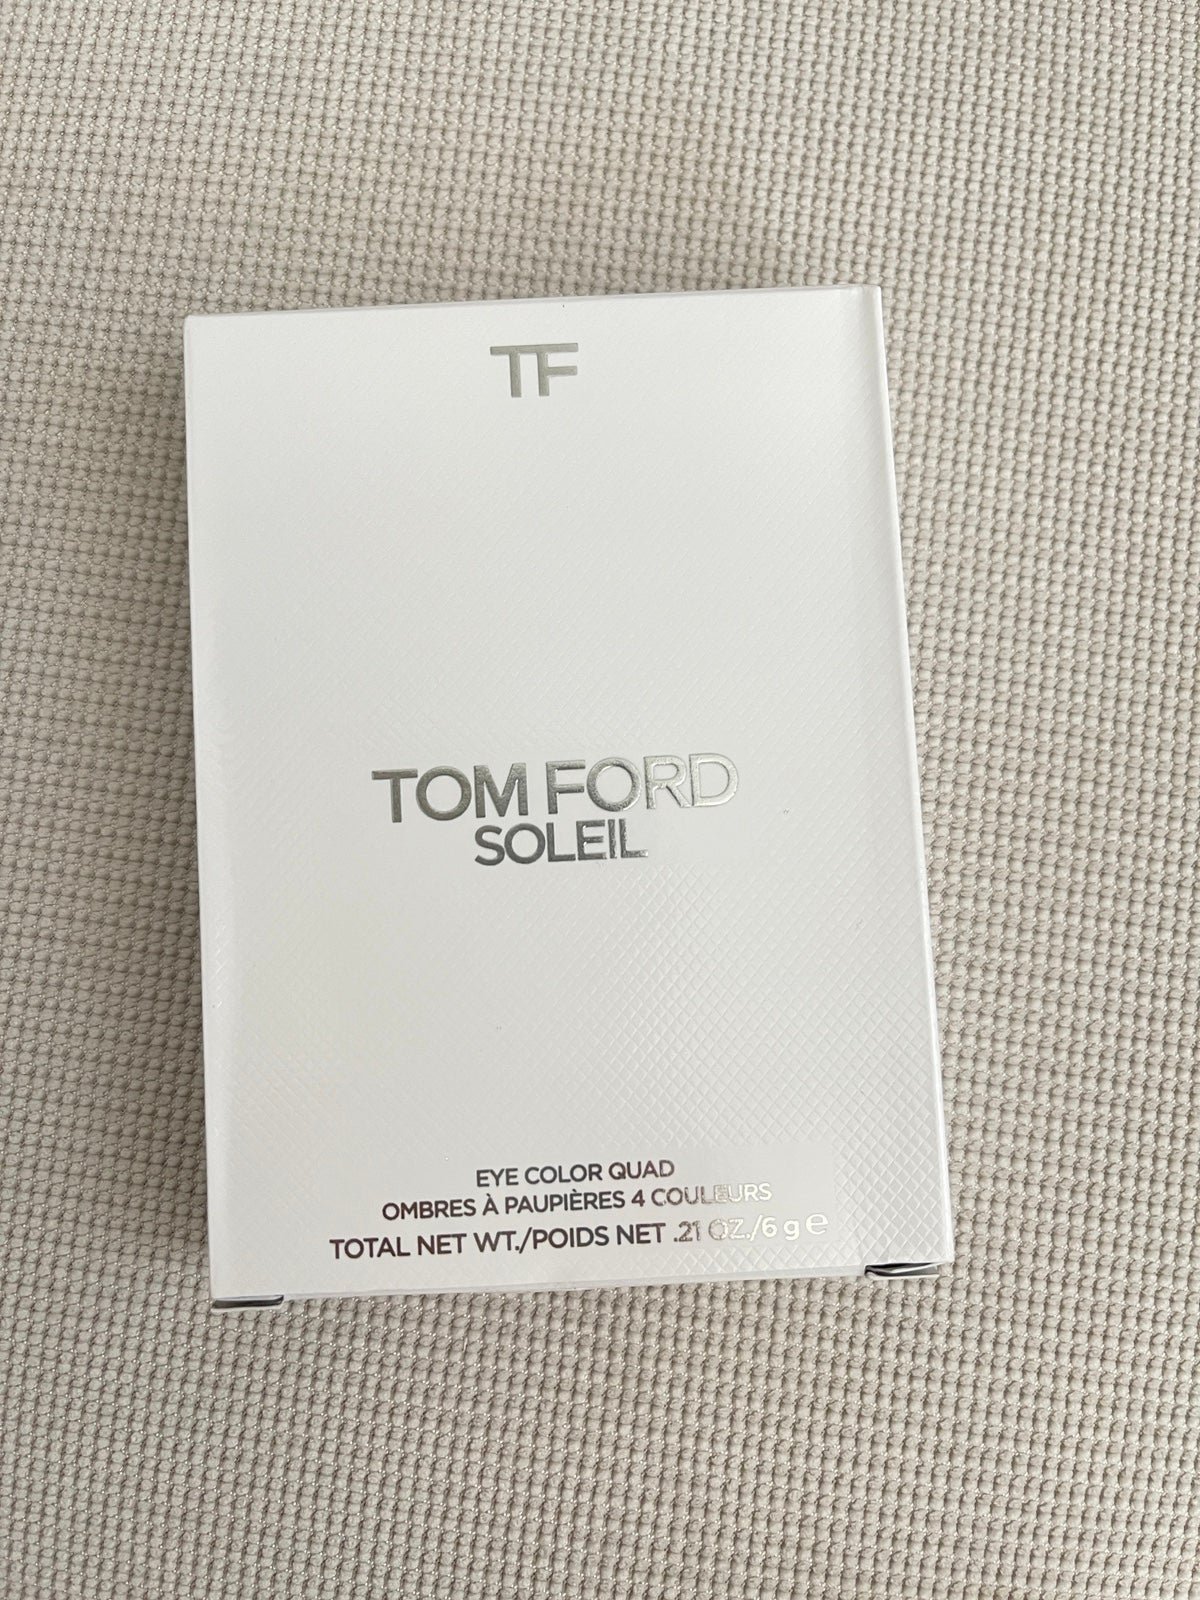 TF
TOM FORD
SOLEIL
EYE COLOR QUAD
OMBRES À PAUPIÈRES 4 COULEURS
TOTAL NET WT./POIDS NET .21 OZ./6 g ℮